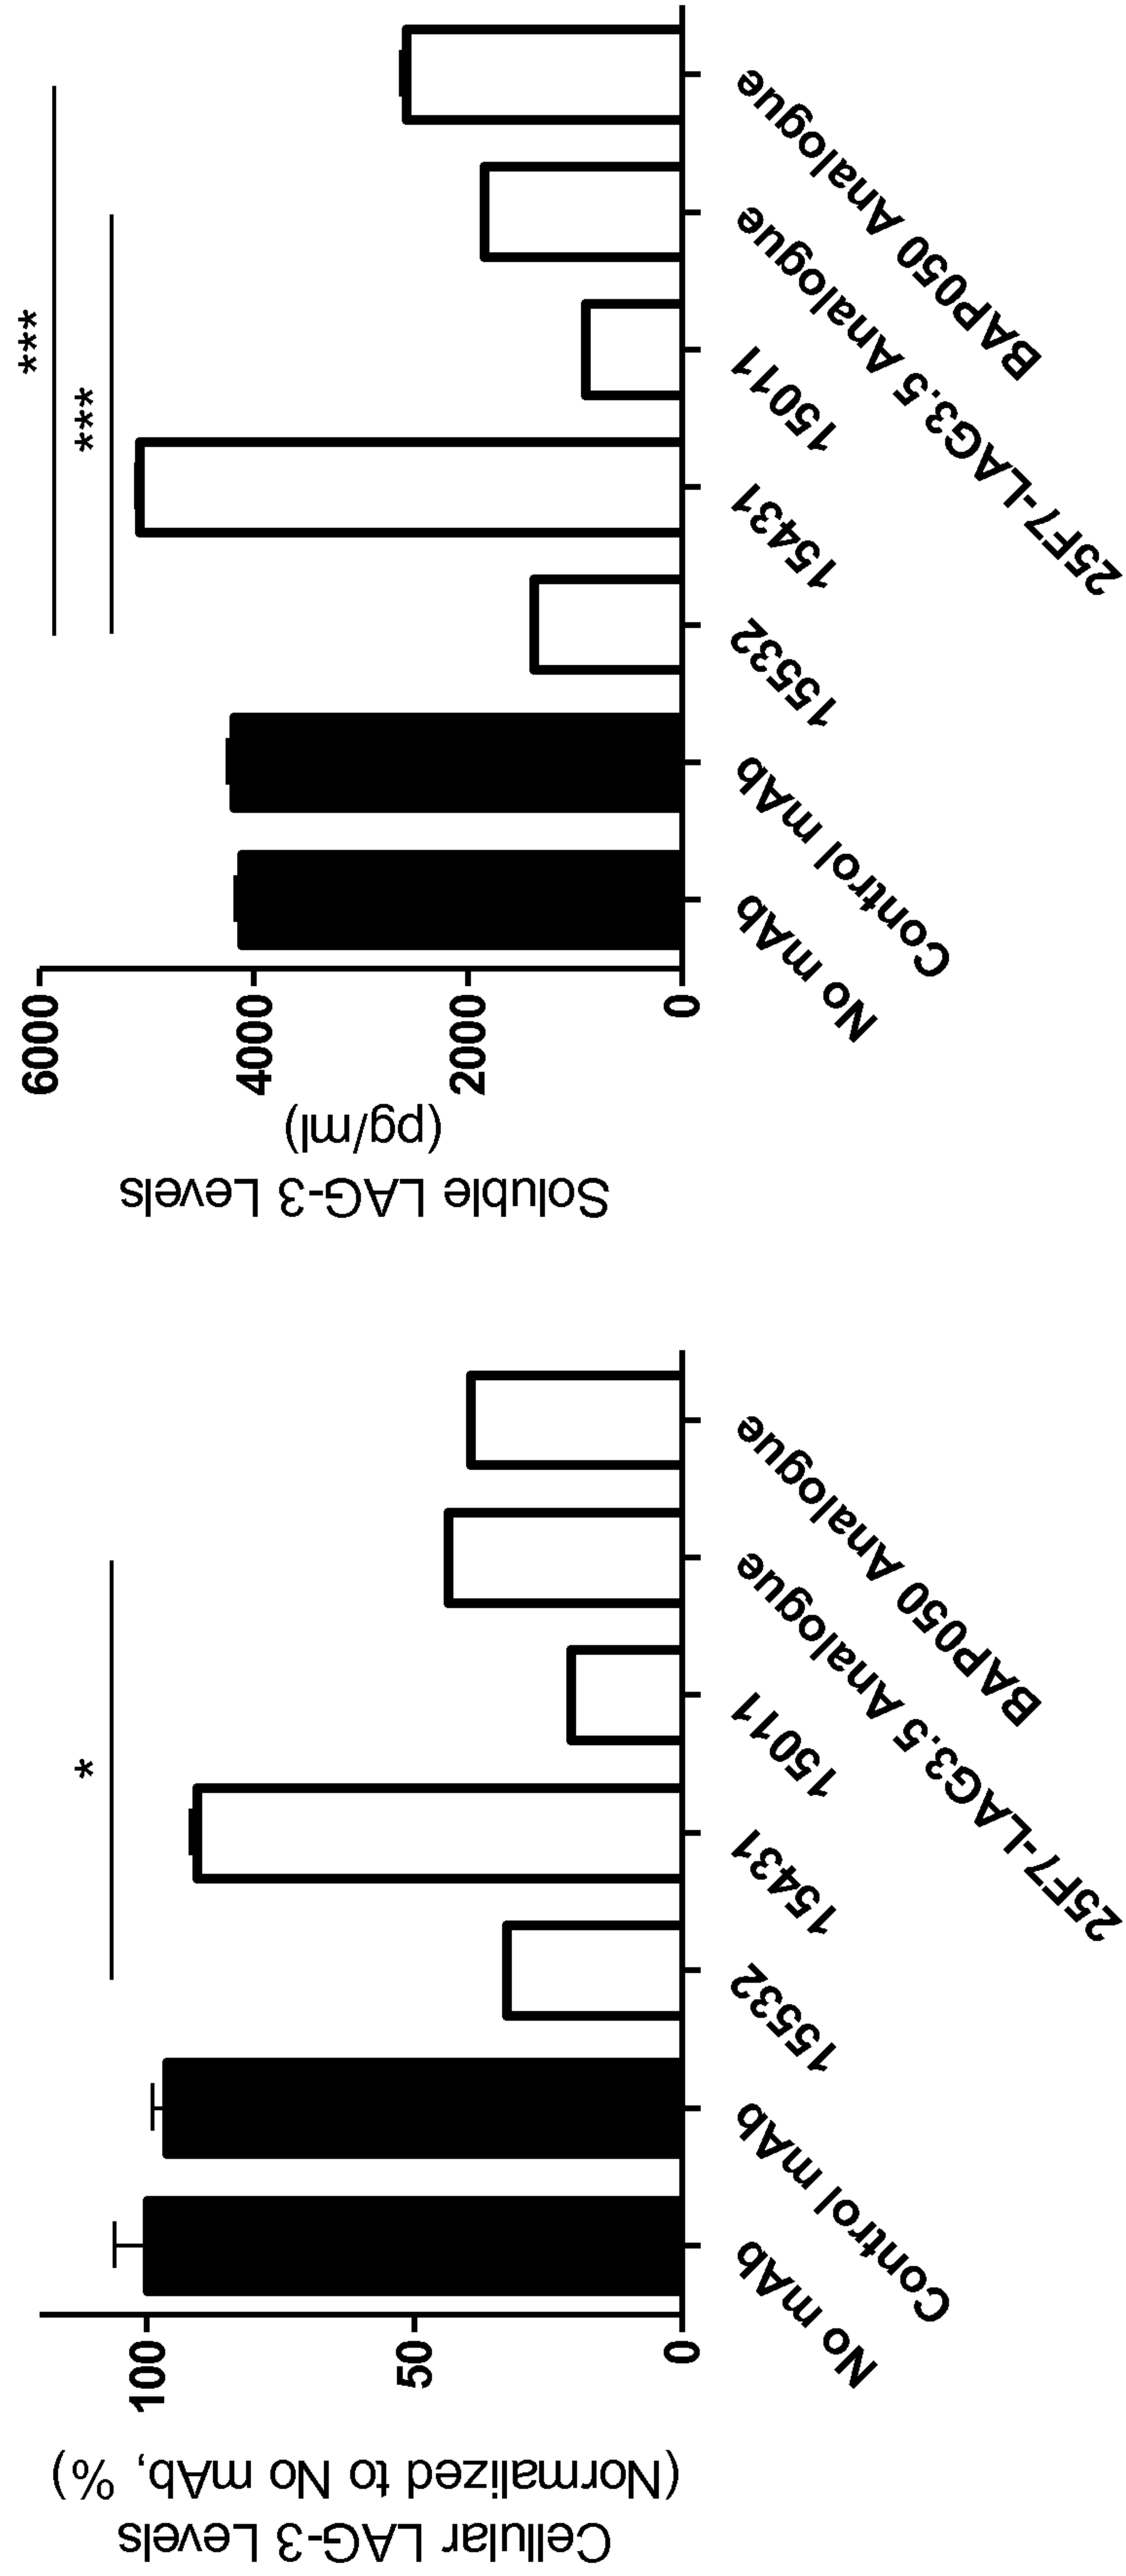 Cellular LAG-3 Levels
(Normalized to No mAb, %)
100
50
0
*
No mAb
Control mAb
15532
15431
15011
25F7-LAG3.5 Analogue
BAP050 Analogue
Soluble LAG-3 Levels
(pg/ml)
6000
4000
2000
0
***
***
No mAb
Control mAb
15532
15431
15011
25F7-LAG3.5 Analogue
BAP050 Analogue